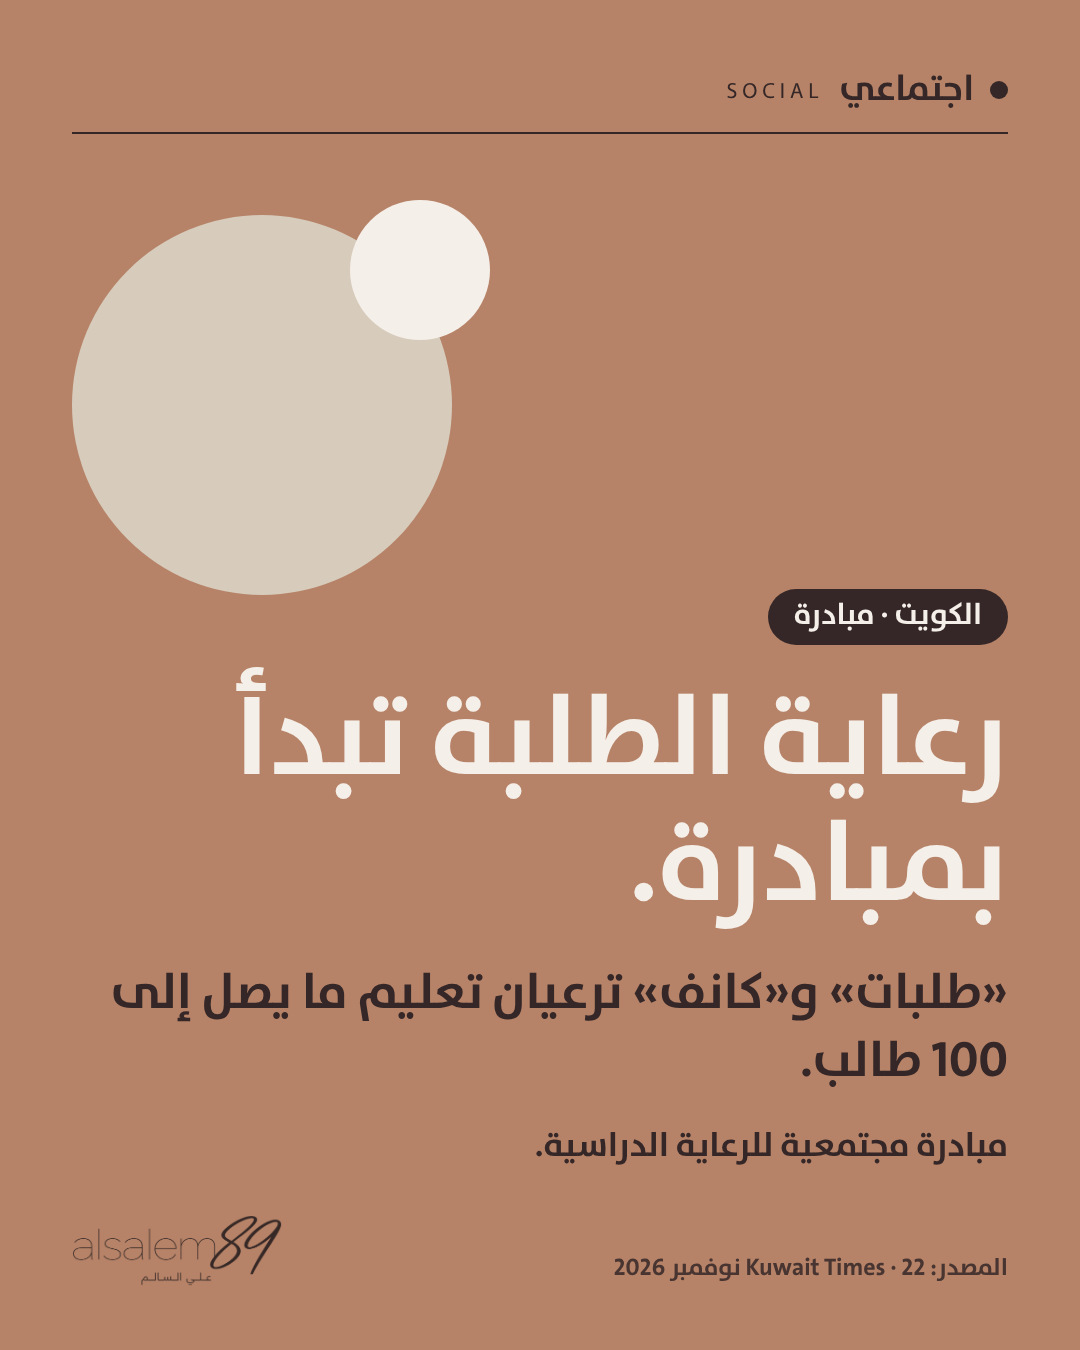 اجتماعي SOCIAL
الكويت · مبادرة
رعاية الطلبة تبدأ
بمبادرة.
«طلبات» و«كانف» ترعيان تعليم ما يصل إلى
100 طالب.
مبادرة مجتمعية للرعاية الدراسية.
المصدر: Kuwait Times · 22 نوفمبر 2026
alsalem89
علي السالم